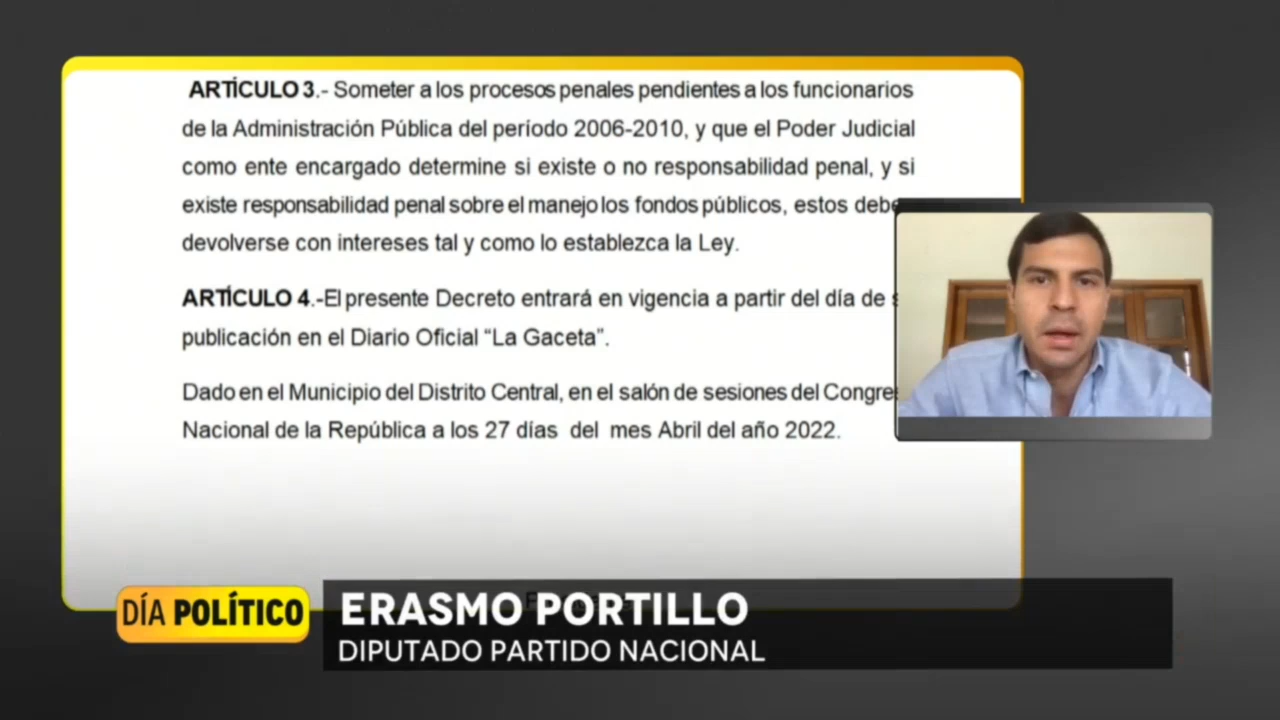 ARTÍCULO 3.- Someter a los procesos penales pendientes a los funcionarios
de la Administración Pública del período 2006-2010, y que el Poder Judicial
como ente encargado determine si existe o no responsabilidad penal, y si
existe responsabilidad penal sobre el manejo los fondos públicos, estos
devolverse con intereses tal y como lo establezca la Ley.
ARTÍCULO 4.-El presente Decreto entrará en vigencia a partir del día de
publicación en el Diario Oficial “La Gaceta”.
Dado en el Municipio del Distrito Central, en el salón de sesiones del
Nacional de la República a los 27 días del mes Abril del año 2022.
DÍA POLÍTICO
ERASMO PORTILLO
DIPUTADO PARTIDO NACIONAL